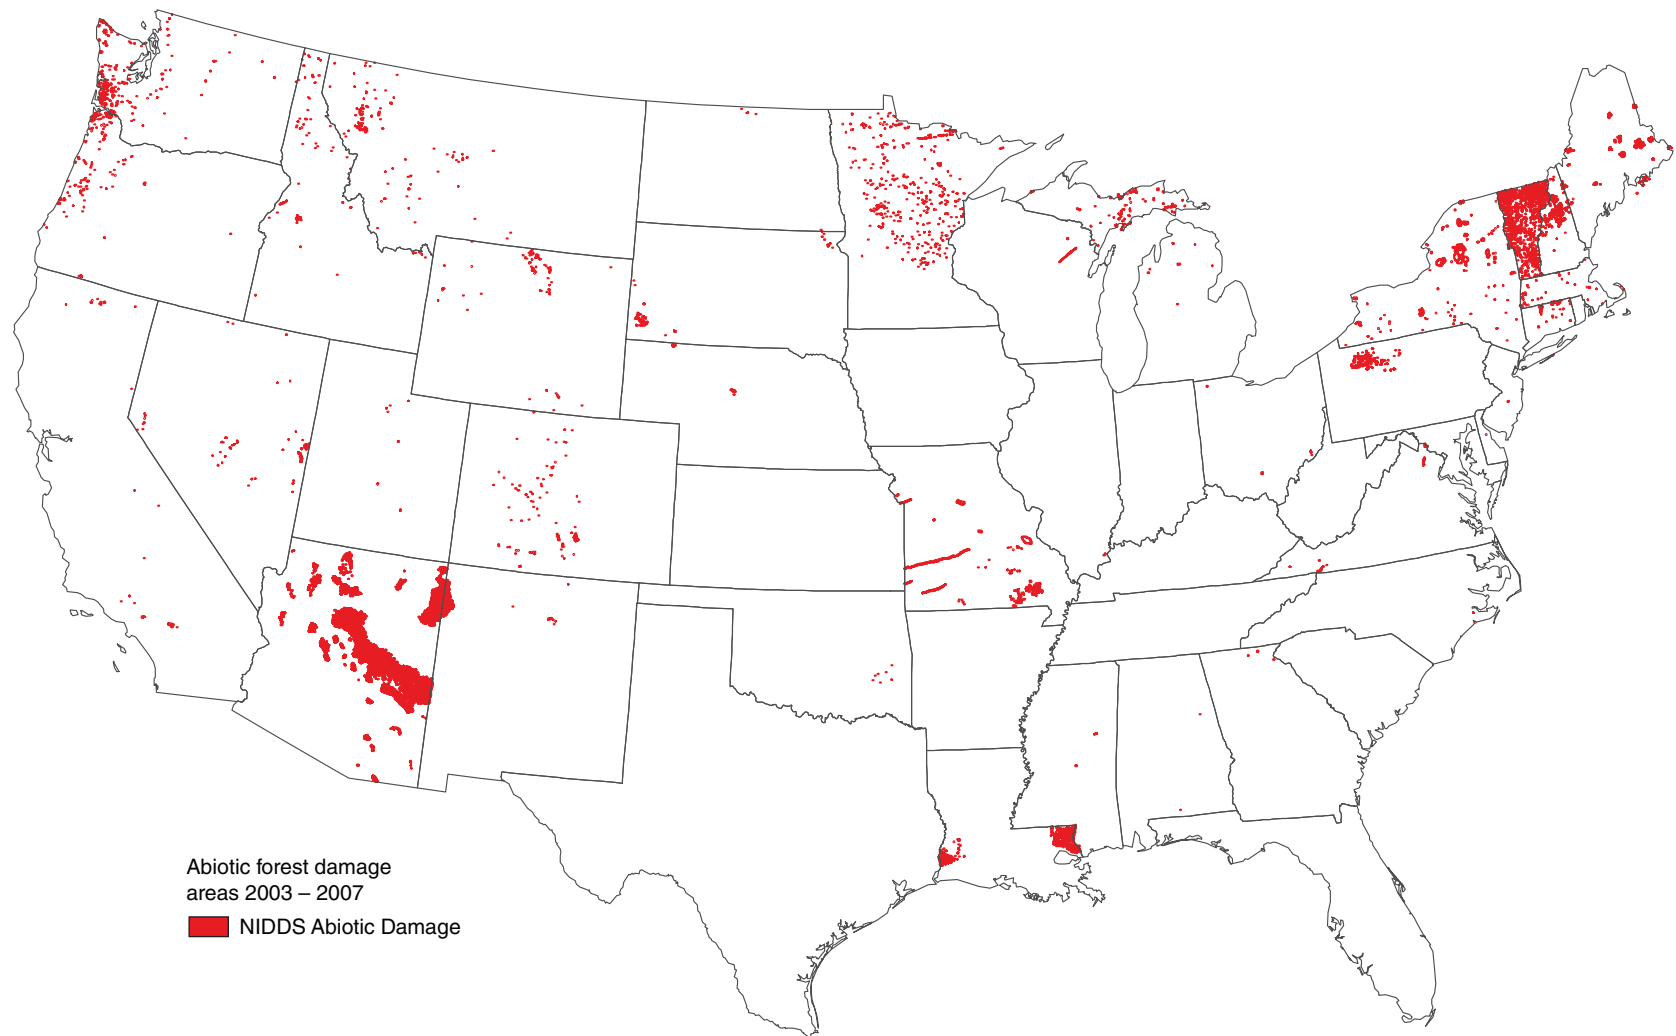 Abiotic forest damage
areas 2003 – 2007
NIDDS Abiotic Damage